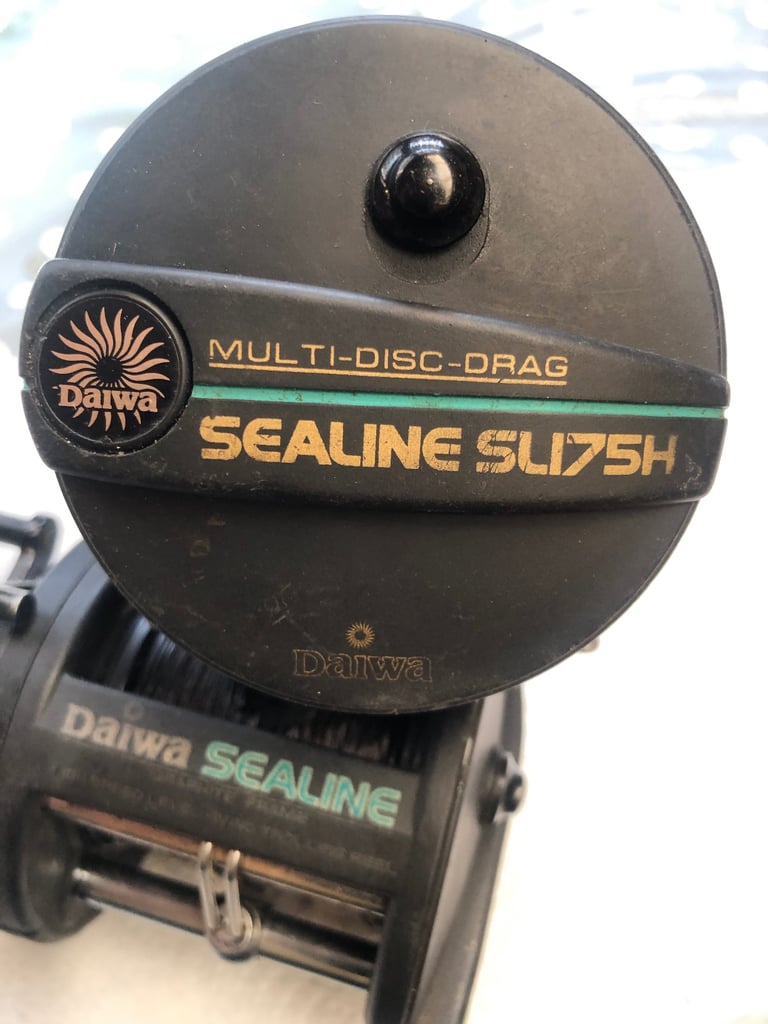 MULTI-DISC-DRAG
Daiwa
SEALINE SL175H
Daiwa
Daiwa SEALINE